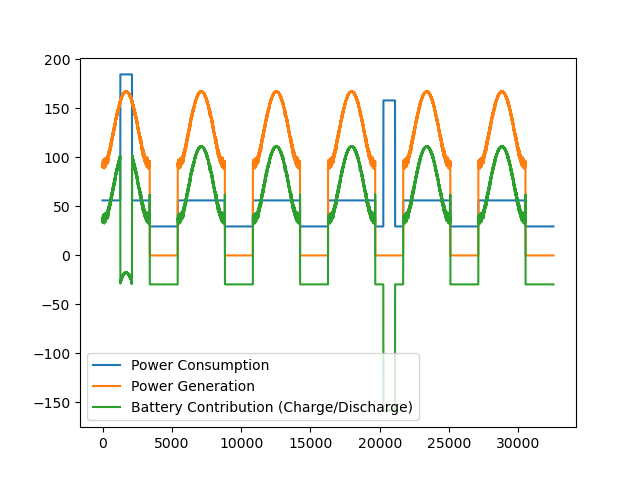 200
150
100
50
0
−50
−100
−150
Power Consumption
Power Generation
Battery Contribution (Charge/Discharge)
0 5000 10000 15000 20000 25000 30000